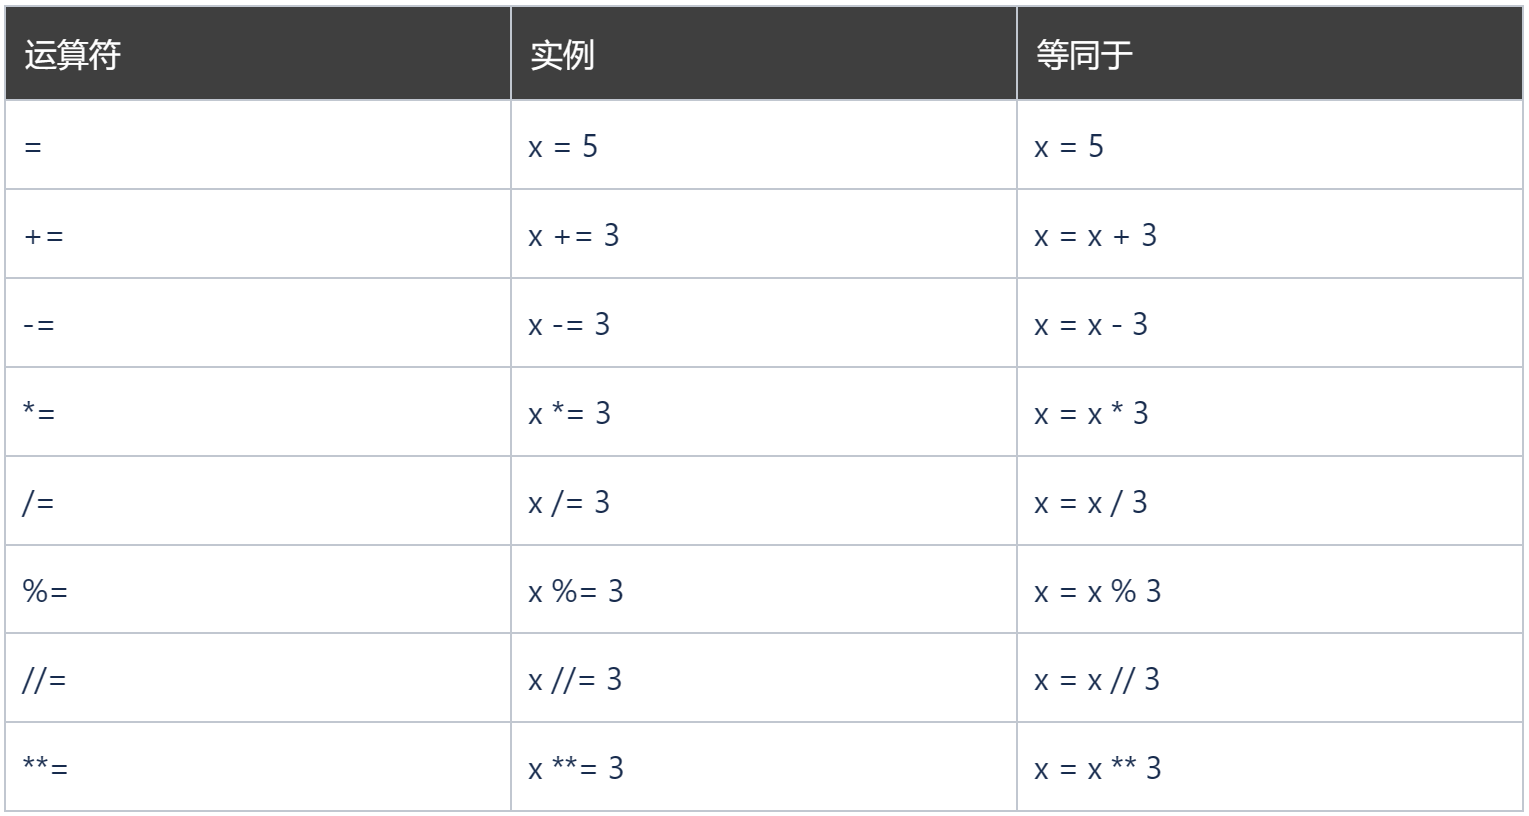 运算符 实例 等同于
= x = 5 x = 5
+= x += 3 x = x + 3
-= x -= 3 x = x - 3
*= x *= 3 x = x * 3
/= x /= 3 x = x / 3
%= x %= 3 x = x % 3
//= x //= 3 x = x // 3
**= x **= 3 x = x ** 3